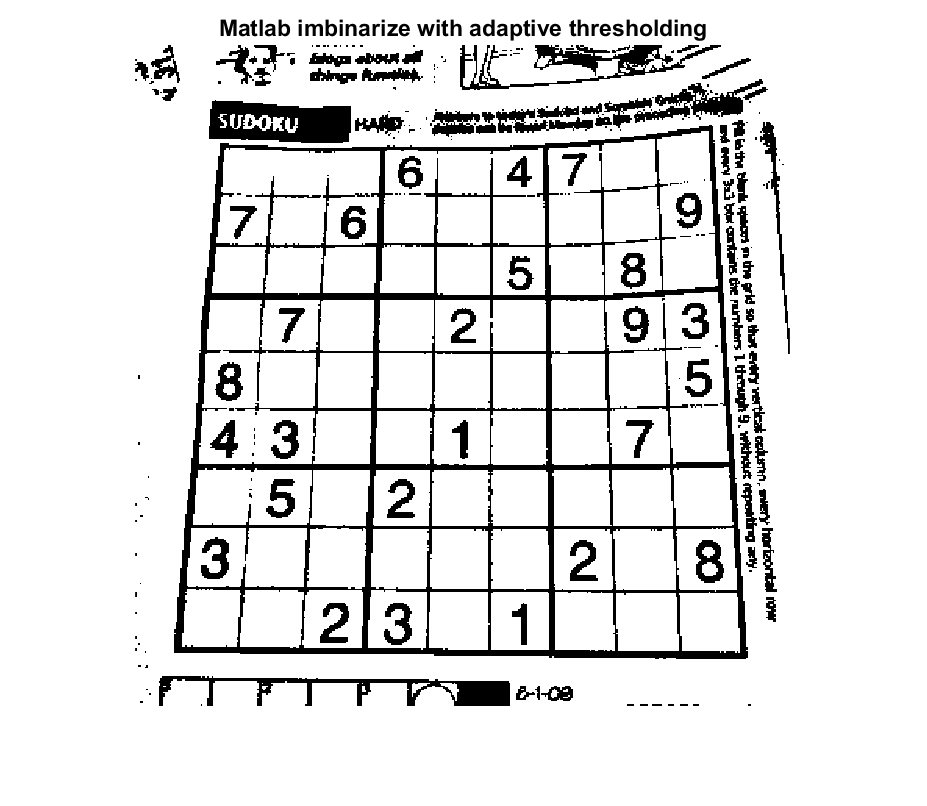 Matlab imbinarize with adaptive thresholding
blogs about all
things
SUDOKU HARD
6 4 7
7 6 9
5 8
7 2 9 3
8 5
4 3 1 7
5 2
3 2 8
2 3 1
Fill in the blank spaces in the grid so that every vertical column, every horizontal row
and every 3x3 box contains the numbers 1 through 9, without repeating any.
6-1-09